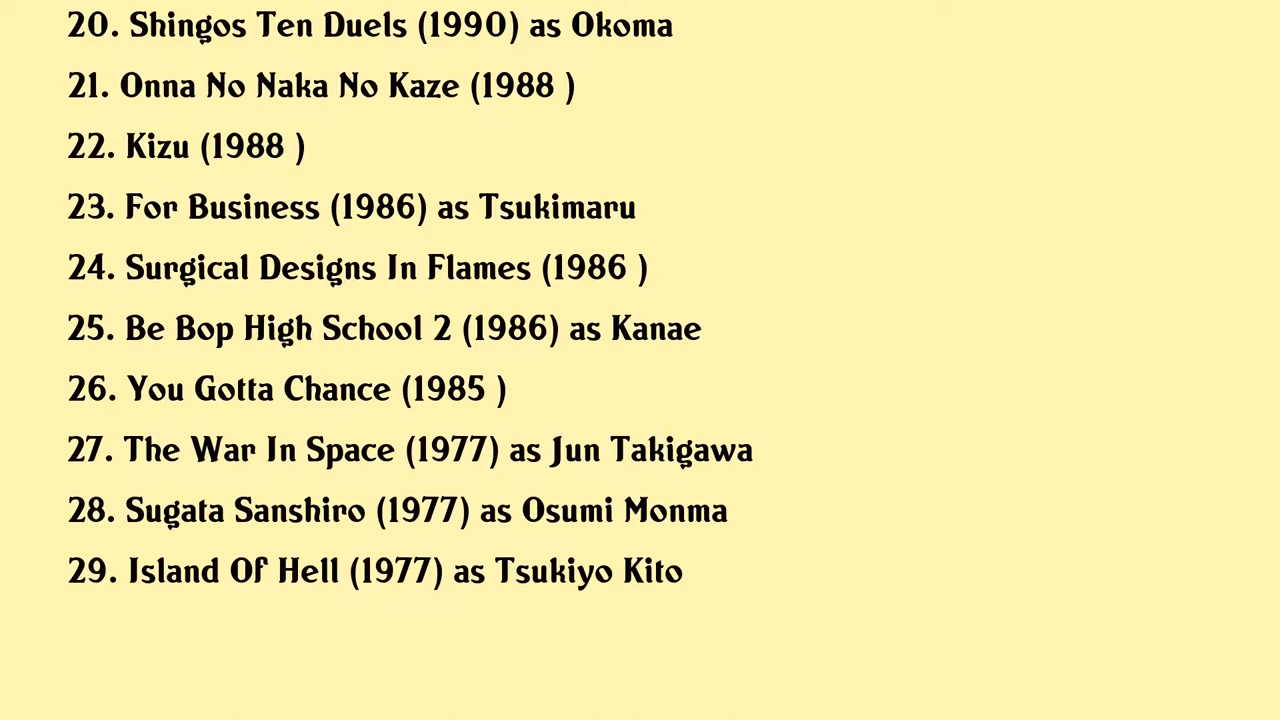 20. Shingos Ten Duels (1990) as Okoma
21. Onna No Naka No Kaze (1988 )
22. Kizu (1988 )
23. For Business (1986) as Tsukimaru
24. Surgical Designs In Flames (1986 )
25. Be Bop High School 2 (1986) as Kanae
26. You Gotta Chance (1985 )
27. The War In Space (1977) as Jun Takigawa
28. Sugata Sanshiro (1977) as Osumi Monma
29. Island Of Hell (1977) as Tsukiyo Kito